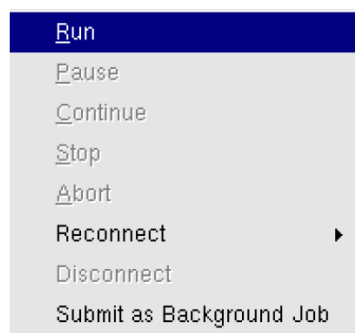 Run
Pause
Continue
Stop
Abort
Reconnect
Disconnect
Submit as Background Job